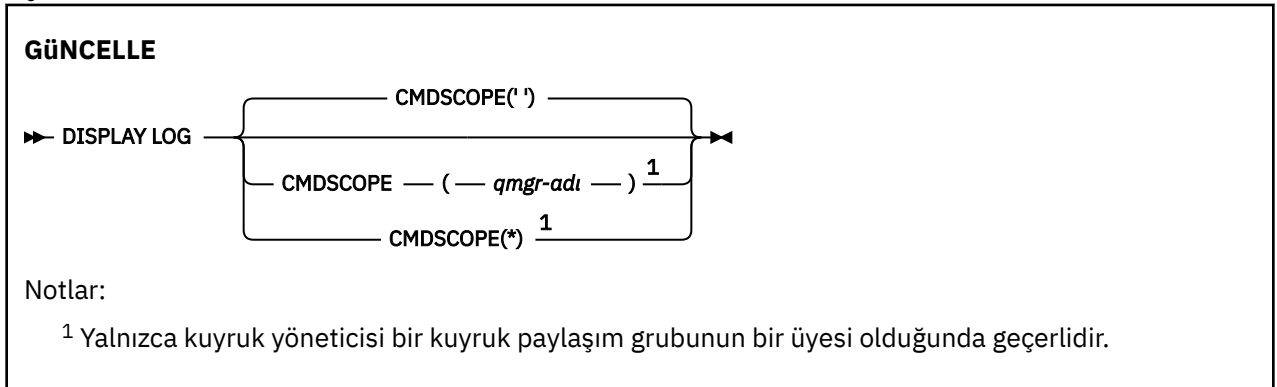 GüNCELLE
CMDSCOPE(' ')
DISPLAY LOG
CMDSCOPE ( qmgr-adı ) 1
CMDSCOPE(*) 1
Notlar:
1 Yalnızca kuyruk yöneticisi bir kuyruk paylaşım grubunun bir üyesi olduğunda geçerlidir.